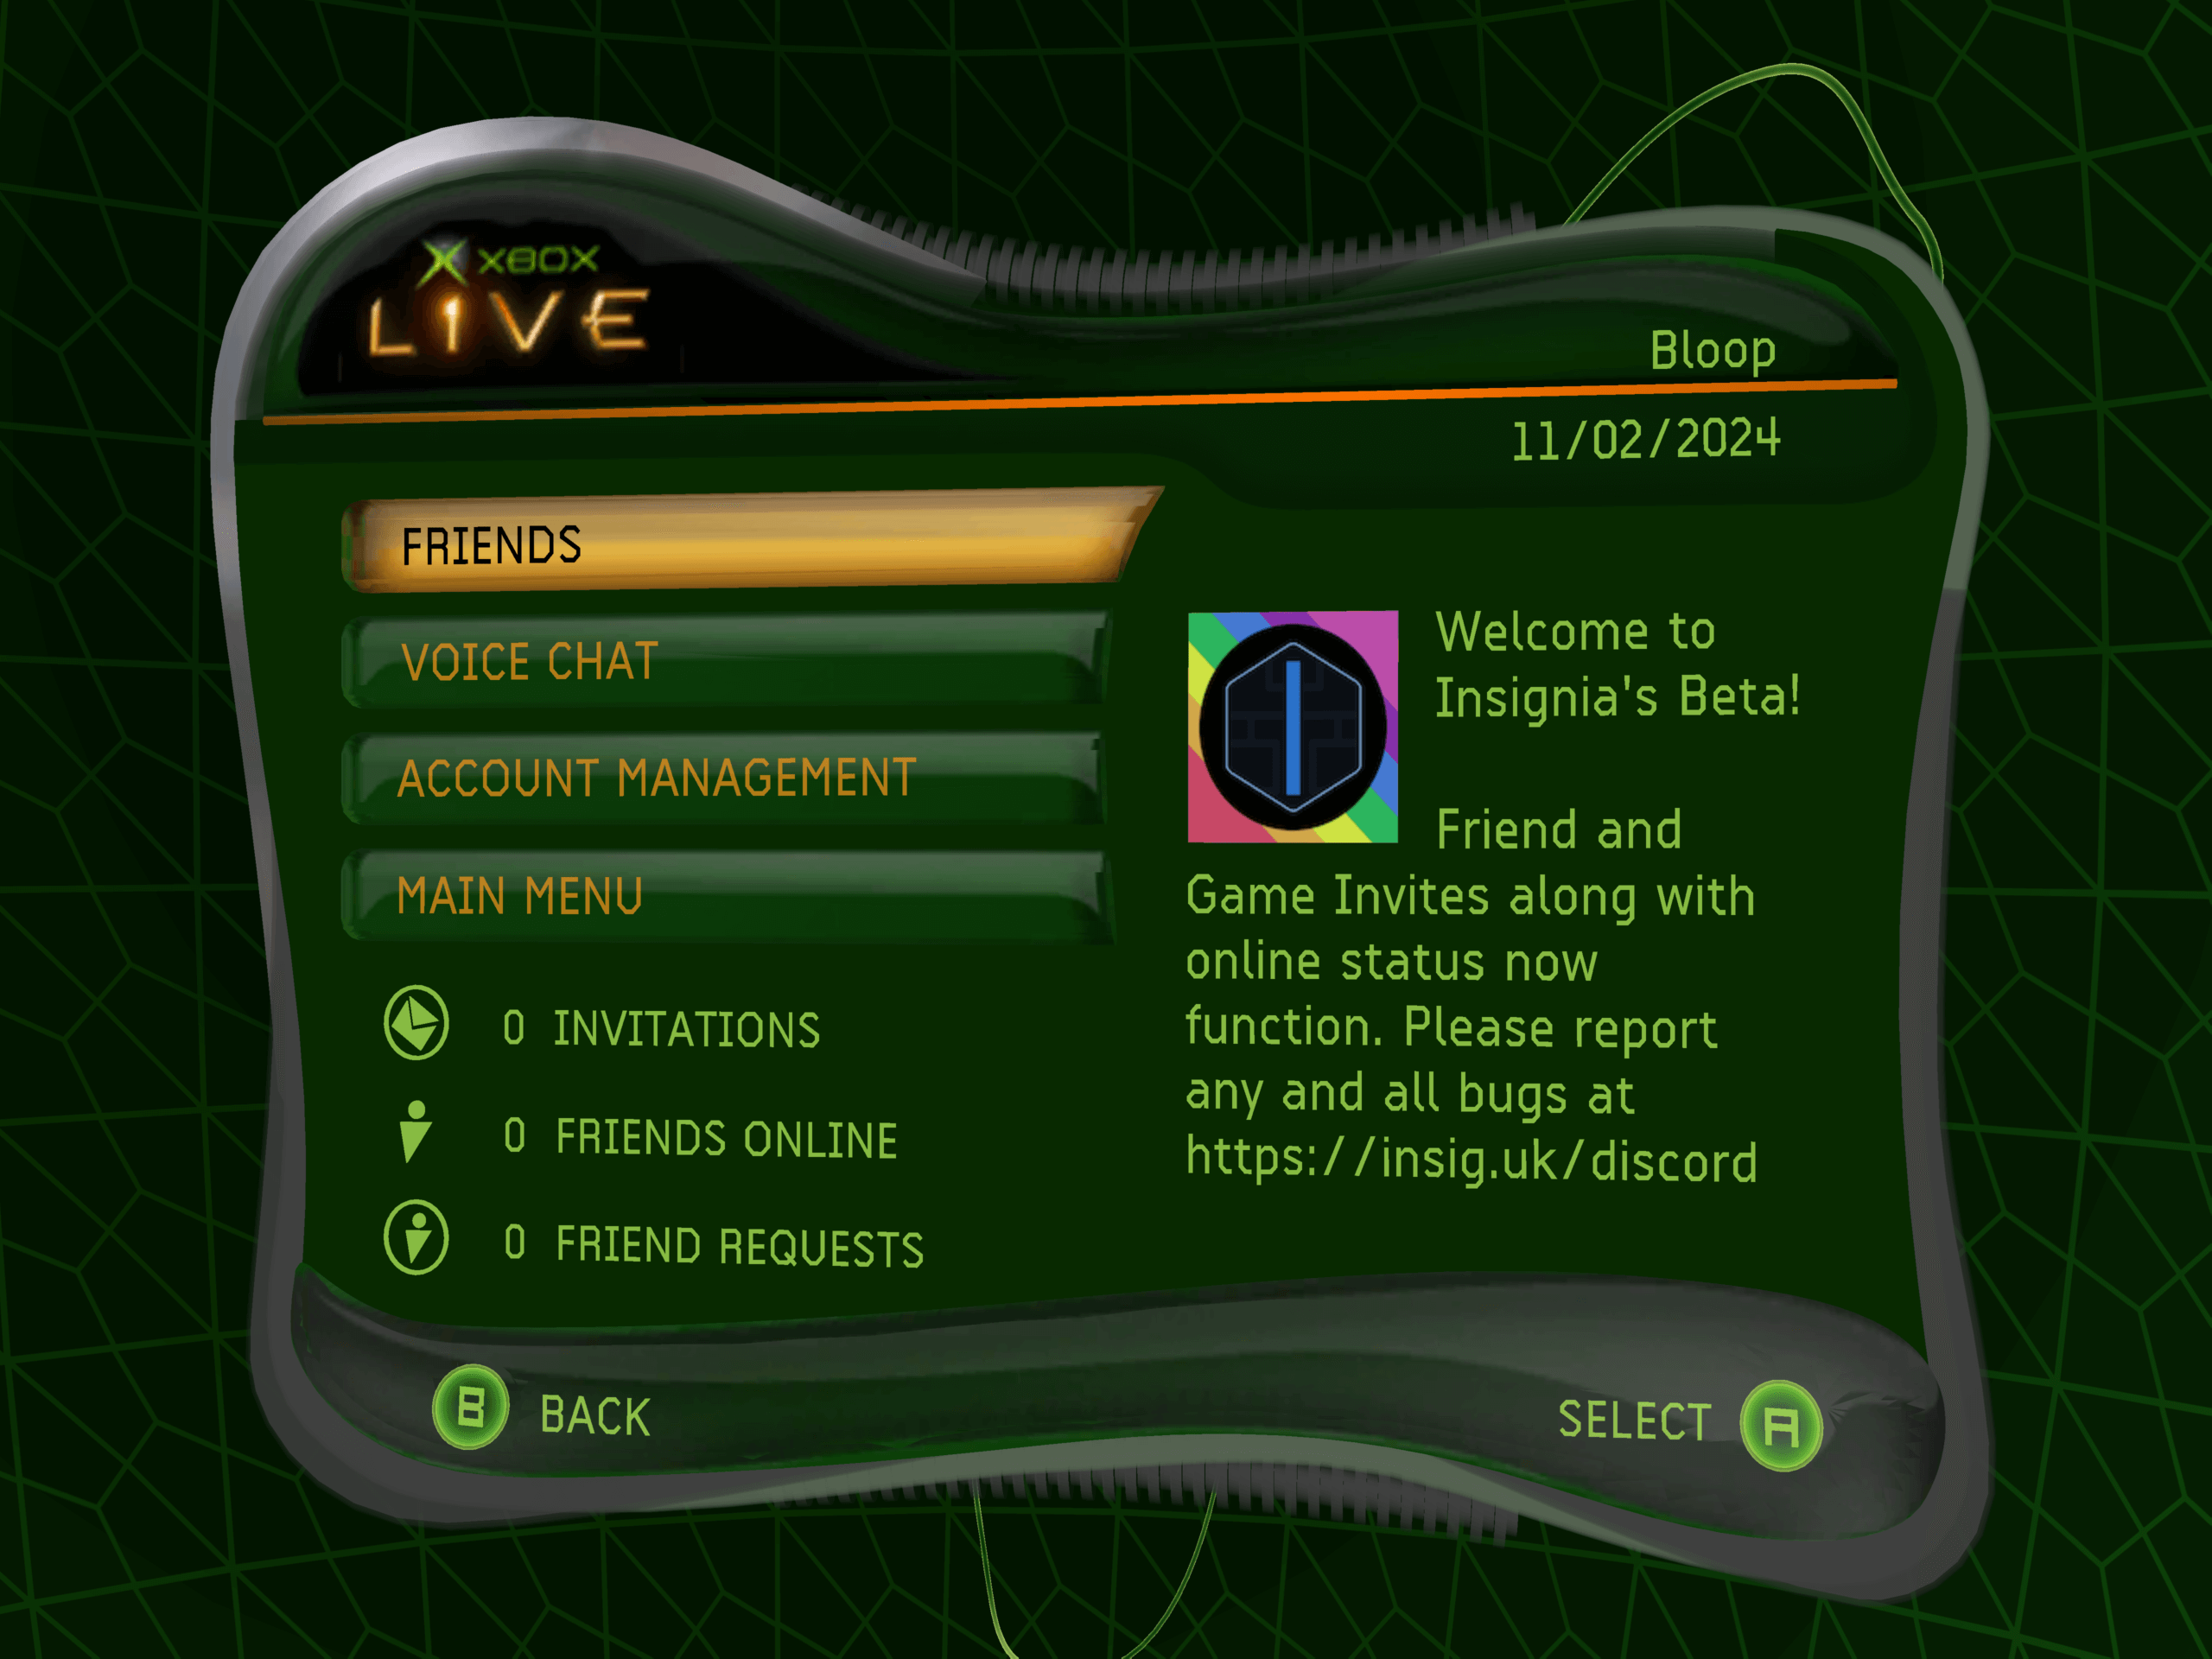 XBOX
LIVE
Bloop
11/02/2024
FRIENDS
VOICE CHAT
ACCOUNT MANAGEMENT
MAIN MENU
0 INVITATIONS
0 FRIENDS ONLINE
0 FRIEND REQUESTS
Welcome to
Insignia's Beta!
Friend and
Game Invites along with
online status now
function. Please report
any and all bugs at
https://insig.uk/discord
B BACK
SELECT A